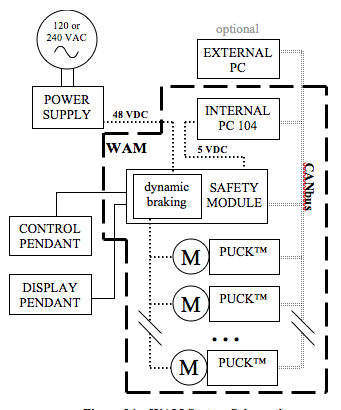 120 or
240 VAC
optional
EXTERNAL
PC
POWER
SUPPLY
48 VDC
INTERNAL
PC 104
WAM
5 VDC
CANbus
dynamic
braking
SAFETY
MODULE
CONTROL
PENDANT
DISPLAY
PENDANT
M
PUCK™
M
PUCK™
• • •
M
PUCK™